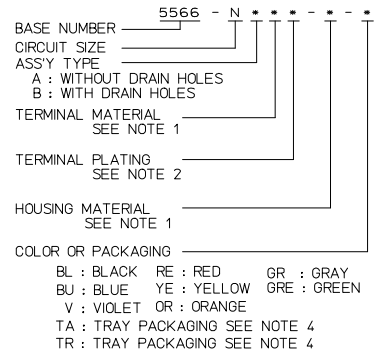 5566 - N * * * - * - *
BASE NUMBER
CIRCUIT SIZE
ASS'Y TYPE
A : WITHOUT DRAIN HOLES
B : WITH DRAIN HOLES
TERMINAL MATERIAL
SEE NOTE 1
TERMINAL PLATING
SEE NOTE 2
HOUSING MATERIAL
SEE NOTE 1
COLOR OR PACKAGING
BL : BLACK RE : RED GR : GRAY
BU : BLUE YE : YELLOW GRE : GREEN
V : VIOLET OR : ORANGE
TA : TRAY PACKAGING SEE NOTE 4
TR : TRAY PACKAGING SEE NOTE 4